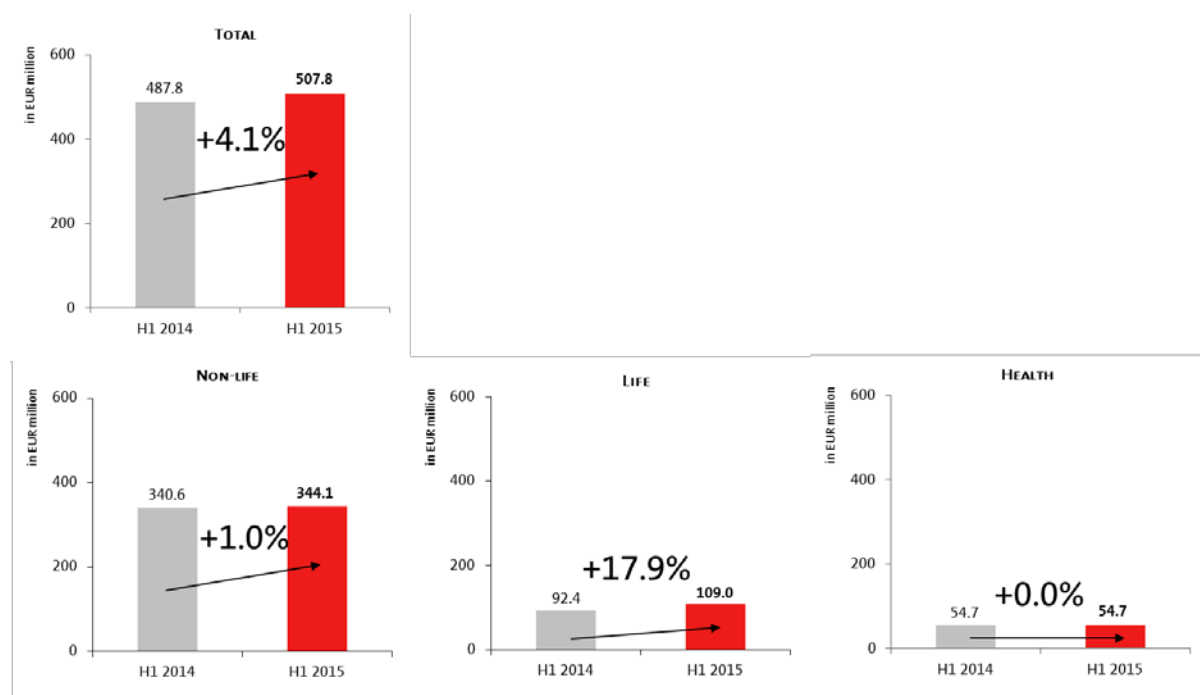 TOTAL
in EUR million
600
487.8
507.8
400
+4.1%
200
0
H1 2014
H1 2015
NON-LIFE
in EUR million
600
400
340.6
344.1
+1.0%
200
0
H1 2014
H1 2015
LIFE
in EUR million
600
400
200
+17.9%
92.4
109.0
0
H1 2014
H1 2015
HEALTH
in EUR million
600
400
200
+0.0%
54.7
54.7
0
H1 2014
H1 2015